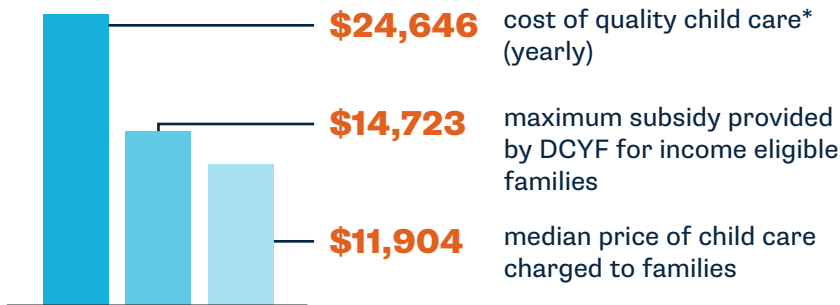 $24,646 cost of quality child care*
(yearly)
$14,723 maximum subsidy provided
by DCYF for income eligible
families
$11,904 median price of child care
charged to families